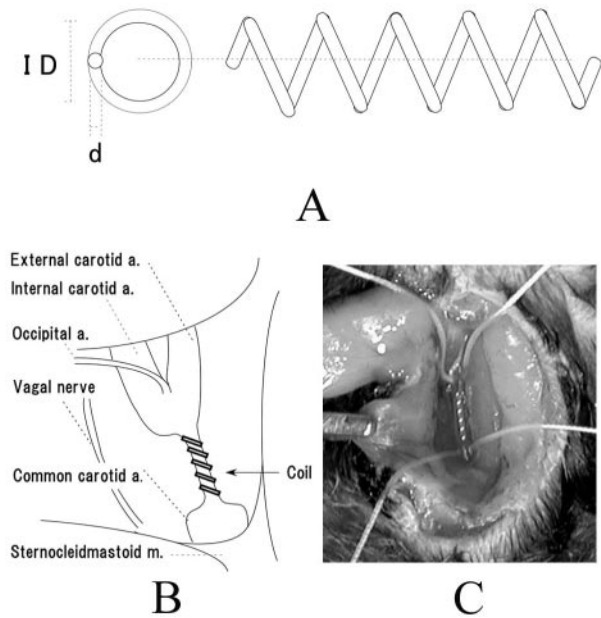 I D
d
A
External carotid a.
Internal carotid a.
Occipital a.
Vagal nerve
Common carotid a.
Coil
Sternocleidmastoid m.
B
C